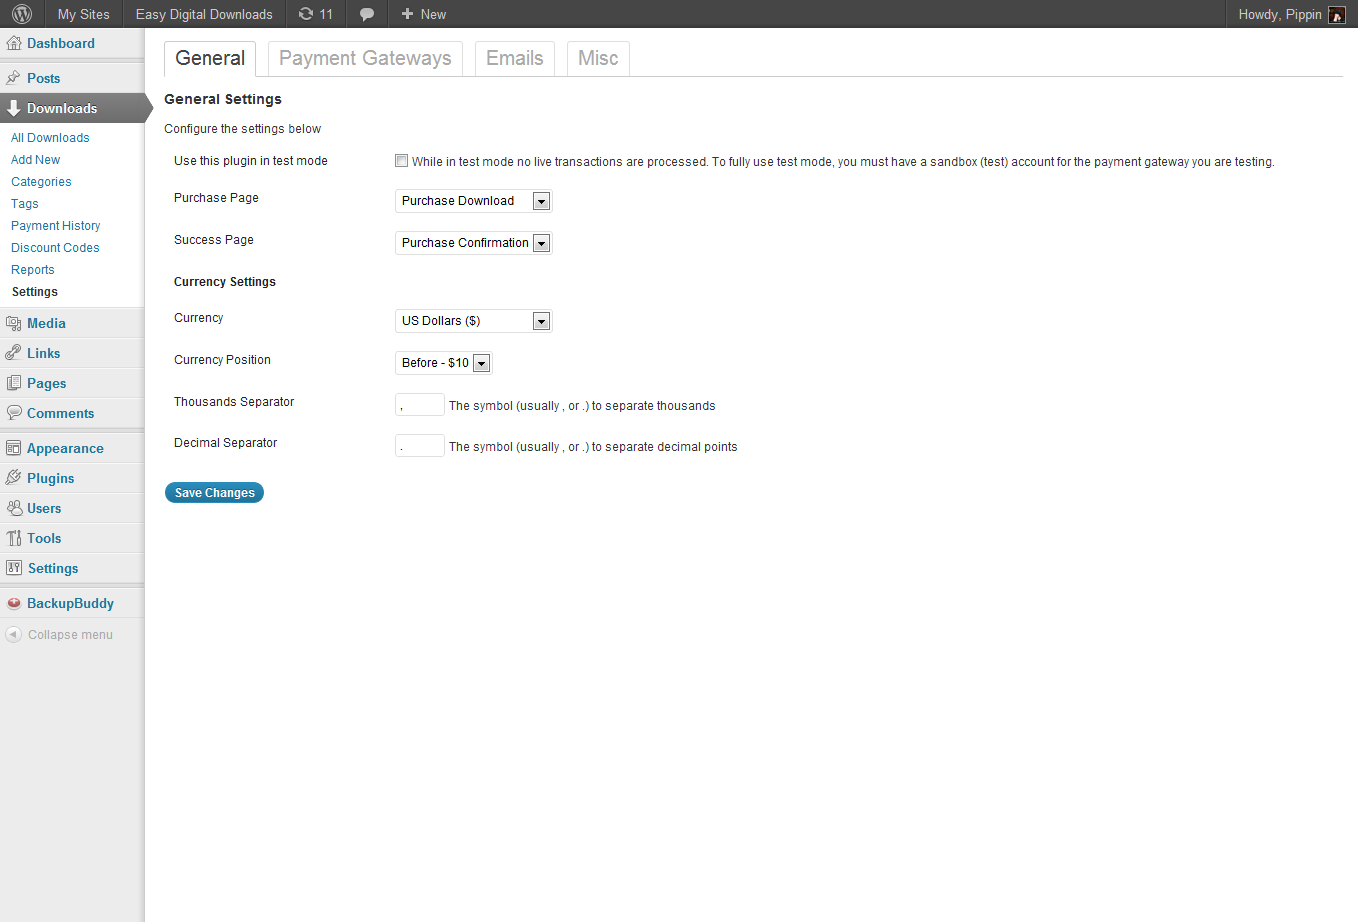 My Sites Easy Digital Downloads 11 New Howdy, Pippin
Dashboard
Posts
Downloads
All Downloads
Add New
Categories
Tags
Payment History
Discount Codes
Reports
Settings
Media
Links
Pages
Comments
Appearance
Plugins
Users
Tools
Settings
BackupBuddy
Collapse menu
General Payment Gateways Emails Misc
General Settings
Configure the settings below
Use this plugin in test mode While in test mode no live transactions are processed. To fully use test mode, you must have a sandbox (test) account for the payment gateway you are testing.
Purchase Page Purchase Download
Success Page Purchase Confirmation
Currency Settings
Currency US Dollars ($)
Currency Position Before - $10
Thousands Separator , The symbol (usually , or .) to separate thousands
Decimal Separator . The symbol (usually , or .) to separate decimal points
Save Changes